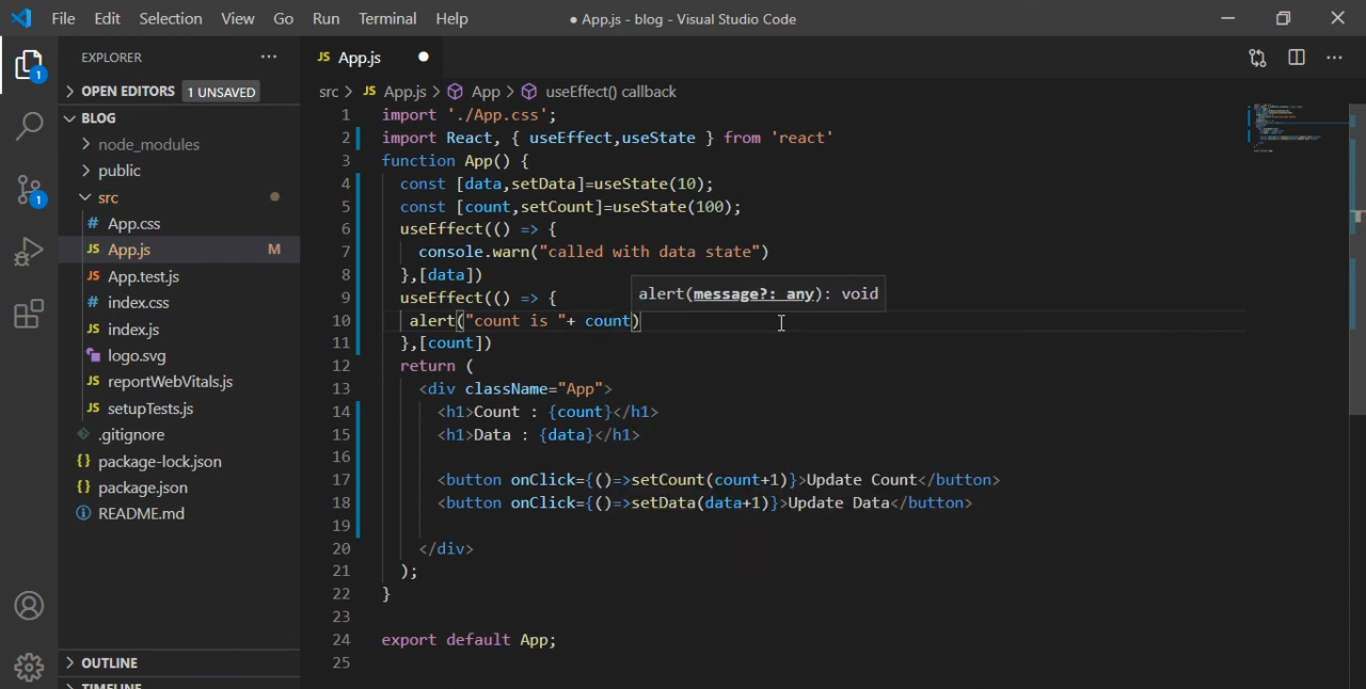 File Edit Selection View Go Run Terminal Help ● App.js - blog - Visual Studio Code
EXPLORER ···
JS App.js ●
OPEN EDITORS 1 UNSAVED
src > JS App.js > App > useEffect() callback
BLOG
node_modules
public
src
# App.css
JS App.js M
JS App.test.js
# index.css
JS index.js
logo.svg
JS reportWebVitals.js
JS setupTests.js
.gitignore
{} package-lock.json
{} package.json
README.md
OUTLINE
TIMELINE
1
1
1 import './App.css';
2 import React, { useEffect,useState } from 'react'
3 function App() {
4 const [data,setData]=useState(10);
5 const [count,setCount]=useState(100);
6 useEffect(() => {
7 console.warn("called with data state")
8 },[data])
9 useEffect(() => {
alert(message?: any): void
10 alert("count is "+ count)
11 },[count])
12 return (
13 <div className="App">
14 <h1>Count : {count}</h1>
15 <h1>Data : {data}</h1>
16
17 <button onClick={()=>setCount(count+1)}>Update Count</button>
18 <button onClick={()=>setData(data+1)}>Update Data</button>
19
20 </div>
21 );
22 }
23
24 export default App;
25